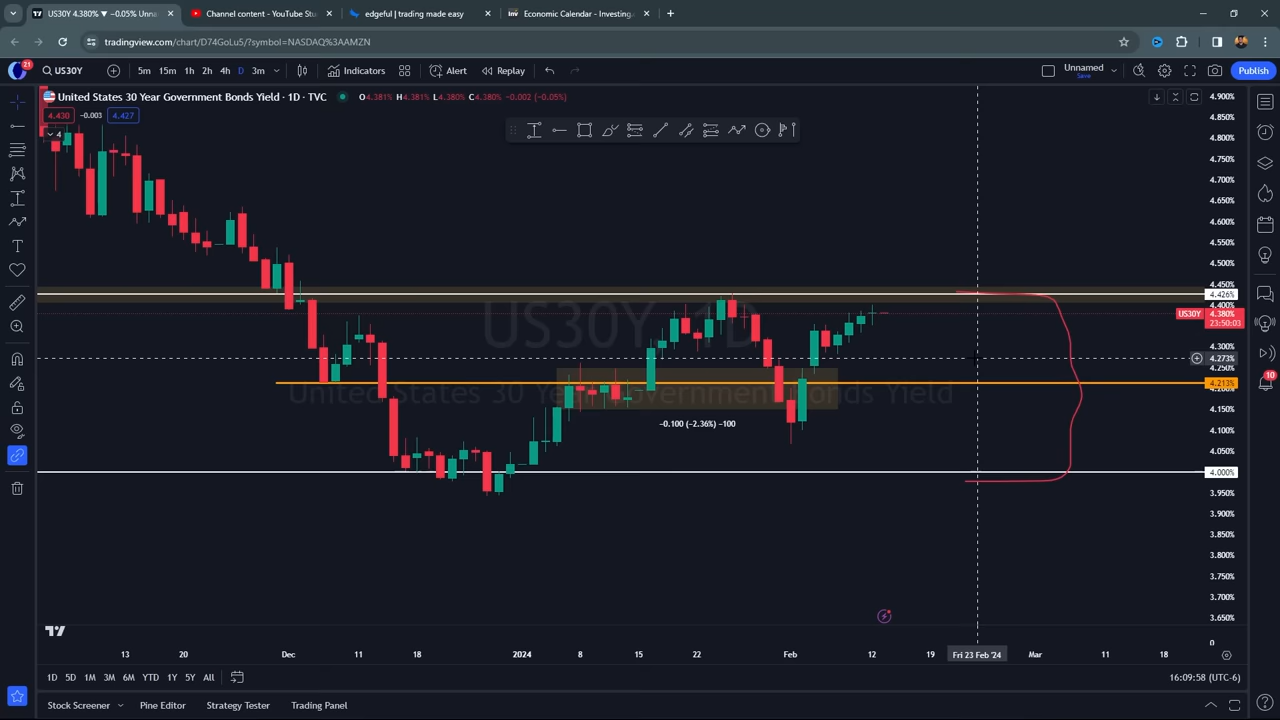 US30Y 4.380% ▼ −0.05% Unna
Channel content - YouTube Stu
edgeful | trading made easy
Economic Calendar - Investing.
tradingview.com/chart/D74GoLu5/?symbol=NASDAQ%3AAMZN
21
US30Y
5m 15m 1h 2h 4h D 3m
Indicators
Alert
Replay
Unnamed
Save
Publish
United States 30 Year Government Bonds Yield · 1D · TVC
O4.381% H4.381% L4.380% C4.380% −0.002 (−0.05%)
4.430 −0.003 4.427
4
4.900%
4.850%
4.800%
4.750%
4.700%
4.650%
4.600%
4.550%
4.500%
4.450%
4.426%
4.400%
US30Y 4.380%
23:50:03
4.300%
4.273%
4.250%
4.213%
4.200%
4.150%
4.100%
4.050%
4.000%
3.950%
3.900%
3.850%
3.800%
3.750%
3.700%
3.650%
0
US30Y, 1D
United States 30 Year Government Bonds Yield
−0.100 (−2.36%) −100
10
13 20 Dec 11 18 2024 8 15 22 Feb 12 19 Fri 23 Feb '24 Mar 11 18
1D 5D 1M 3M 6M YTD 1Y 5Y All
16:09:58 (UTC-6)
Stock Screener
Pine Editor
Strategy Tester
Trading Panel